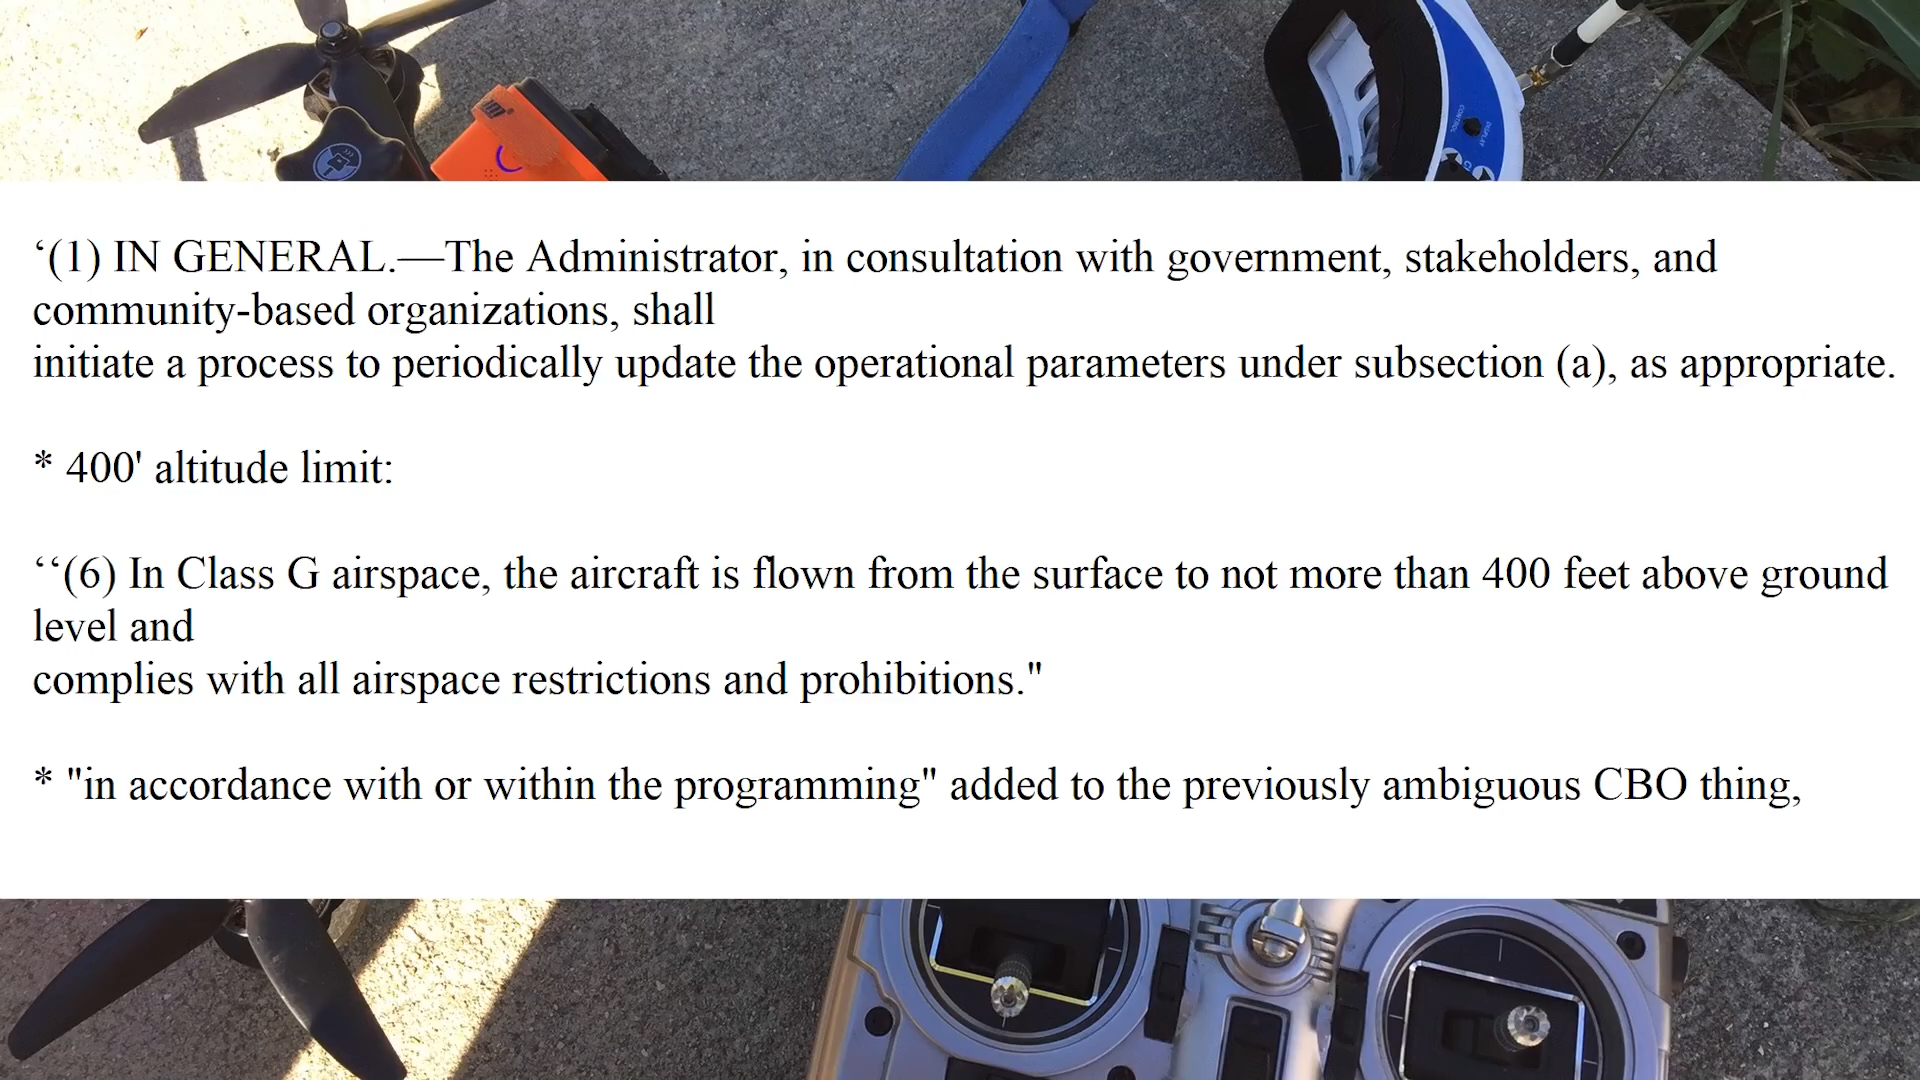 ‘(1) IN GENERAL.—The Administrator, in consultation with government, stakeholders, and
community-based organizations, shall
initiate a process to periodically update the operational parameters under subsection (a), as appropriate.
* 400' altitude limit:
‘‘(6) In Class G airspace, the aircraft is flown from the surface to not more than 400 feet above ground
level and
complies with all airspace restrictions and prohibitions."
* "in accordance with or within the programming" added to the previously ambiguous CBO thing,
CONTROL
DISPLAY